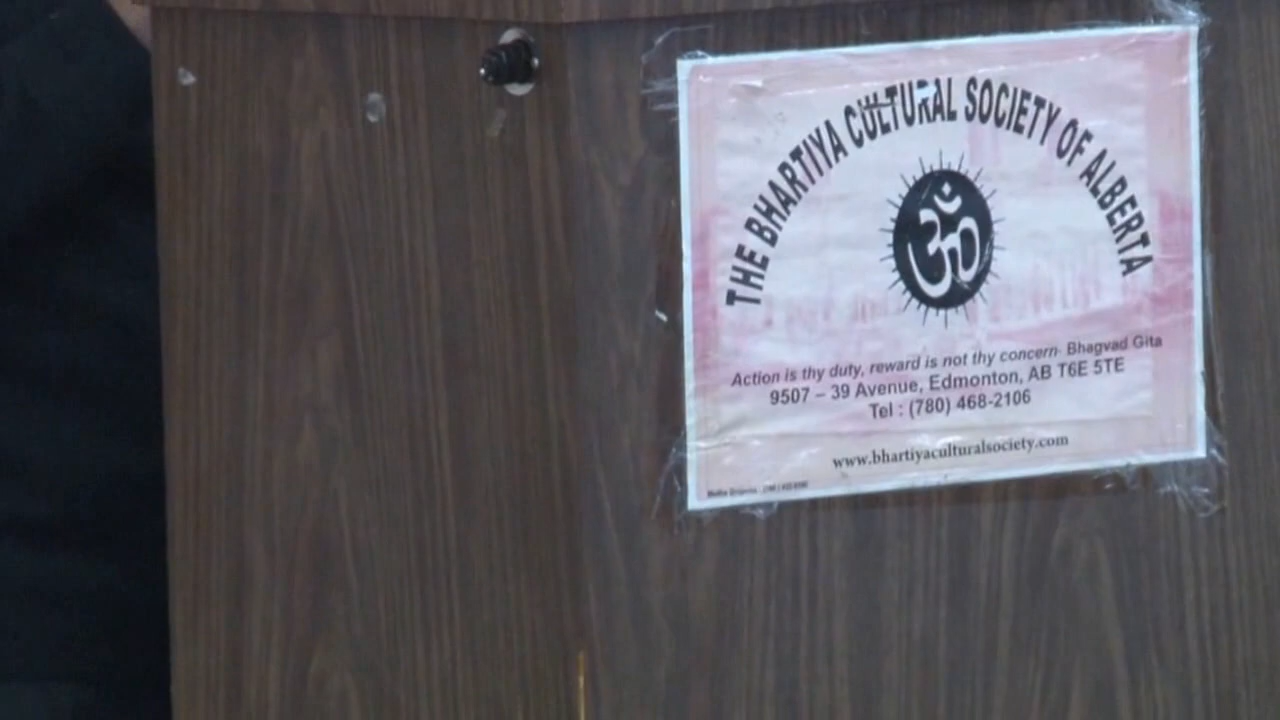 THE BHARTIYA CULTURAL SOCIETY OF ALBERTA
ॐ
Action is thy duty, reward is not thy concern- Bhagvad Gita
9507 – 39 Avenue, Edmonton, AB T6E 5TE
Tel : (780) 468-2106
www.bhartiyaculturalsociety.com